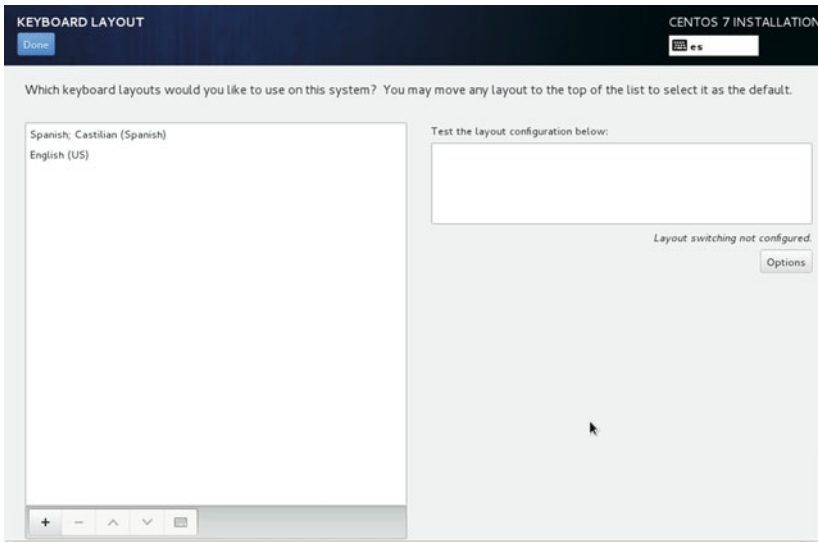 KEYBOARD LAYOUT
CENTOS 7 INSTALLATION
Done
es
Which keyboard layouts would you like to use on this system? You may move any layout to the top of the list to select it as the default.
Spanish; Castilian (Spanish)
English (US)
Test the layout configuration below:
Layout switching not configured.
Options